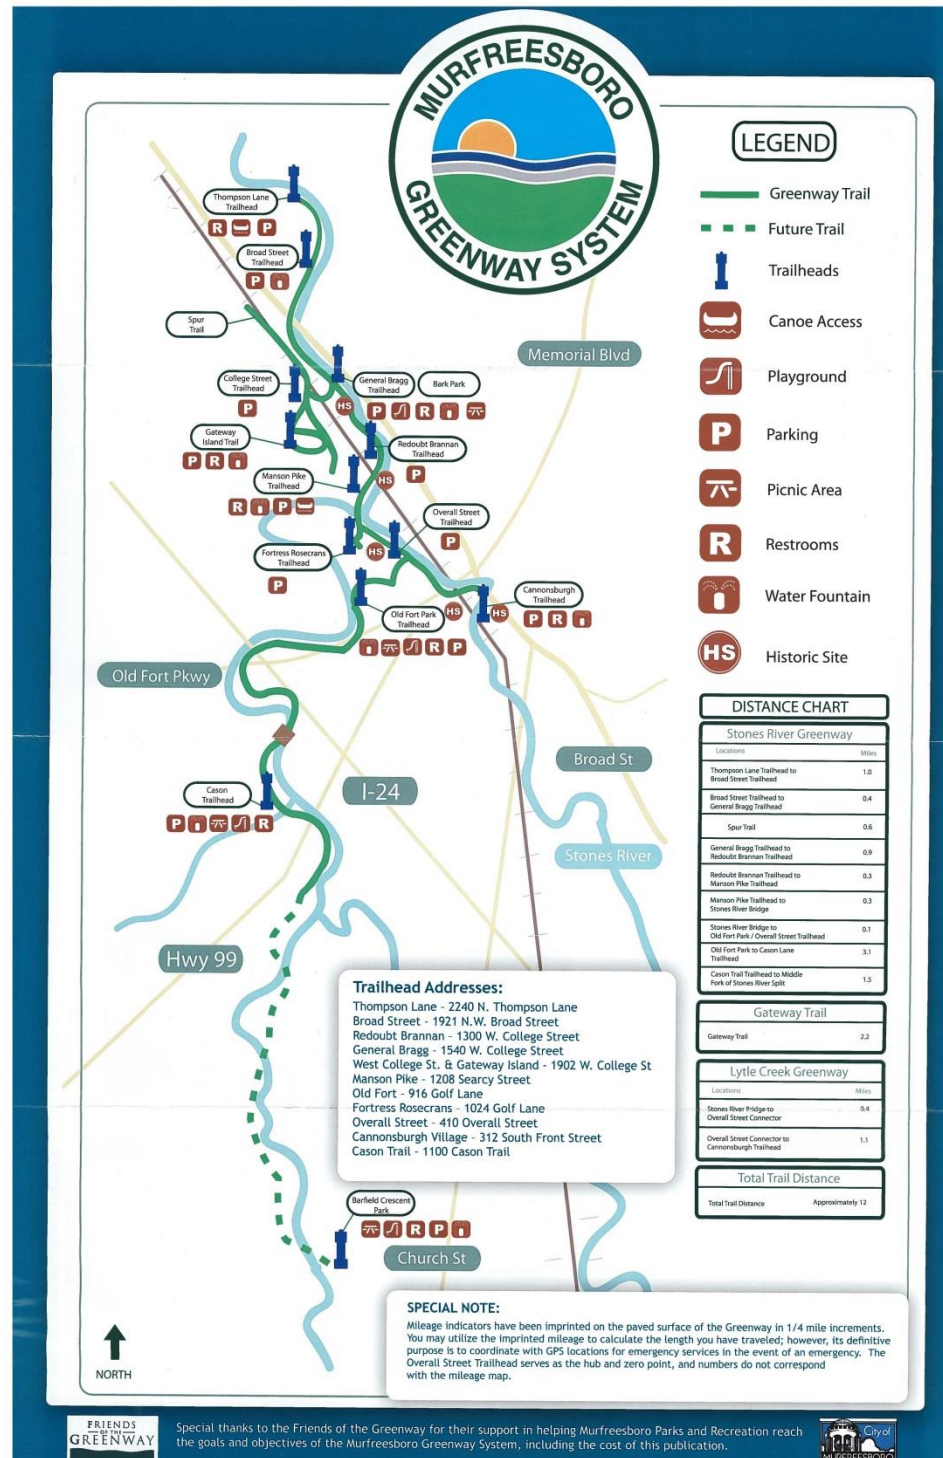 MURFREESBORO
GREENWAY SYSTEM
LEGEND
Greenway Trail
Future Trail
Trailheads
Canoe Access
Playground
P
Parking
Picnic Area
R
Restrooms
Water Fountain
HS
Historic Site
Thompson Lane
Trailhead
R P
Broad Street
Trailhead
P
Spur
Trail
Memorial Blvd
College Street
Trailhead
P
General Bragg
Trailhead
Bark Park
HS
P R
Gateway
Island Trail
P R
Redoubt Brannan
Trailhead
P
HS
Manson Pike
Trailhead
R P
Overall Street
Trailhead
P
Fortress Rosecrans
Trailhead
HS
P
Cannonsburgh
Trailhead
HS
P R
Old Fort Park
Trailhead
HS
R P
Old Fort Pkwy
Broad St
I-24
Cason
Trailhead
P R
Stones River
Hwy 99
DISTANCE CHART
Stones River Greenway
Locations Miles
Thompson Lane Trailhead to
Broad Street Trailhead 1.0
Broad Street Trailhead to
General Bragg Trailhead 0.4
Spur Trail 0.6
General Bragg Trailhead to
Redoubt Brannan Trailhead 0.9
Redoubt Brannan Trailhead to
Manson Pike Trailhead 0.3
Manson Pike Trailhead to
Stones River Bridge 0.3
Stones River Bridge to
Old Fort Park / Overall Street Trailhead 0.1
Old Fort Park to Cason Lane
Trailhead 3.1
Cason Trail Trailhead to Middle
Fork of Stones River Split 1.5
Gateway Trail
Gateway Trail 2.2
Lytle Creek Greenway
Locations Miles
Stones River Bridge to
Overall Street Connector 0.4
Overall Street Connector to
Cannonsburgh Trailhead 1.1
Total Trail Distance
Total Trail Distance Approximately 12
Trailhead Addresses:
Thompson Lane - 2240 N. Thompson Lane
Broad Street - 1921 N.W. Broad Street
Redoubt Brannan - 1300 W. College Street
General Bragg - 1540 W. College Street
West College St. & Gateway Island - 1902 W. College St
Manson Pike - 1208 Searcy Street
Old Fort - 916 Golf Lane
Fortress Rosecrans - 1024 Golf Lane
Overall Street - 410 Overall Street
Cannonsburgh Village - 312 South Front Street
Cason Trail - 1100 Cason Trail
Barfield Crescent
Park
R P
Church St
SPECIAL NOTE:
Mileage indicators have been imprinted on the paved surface of the Greenway in 1/4 mile increments.
You may utilize the imprinted mileage to calculate the length you have traveled; however, its definitive
purpose is to coordinate with GPS locations for emergency services in the event of an emergency. The
Overall Street Trailhead serves as the hub and zero point, and numbers do not correspond
with the mileage map.
NORTH
FRIENDS
OF THE
GREENWAY
Special thanks to the Friends of the Greenway for their support in helping Murfreesboro Parks and Recreation reach
the goals and objectives of the Murfreesboro Greenway System, including the cost of this publication.
City of
MURFREESBORO